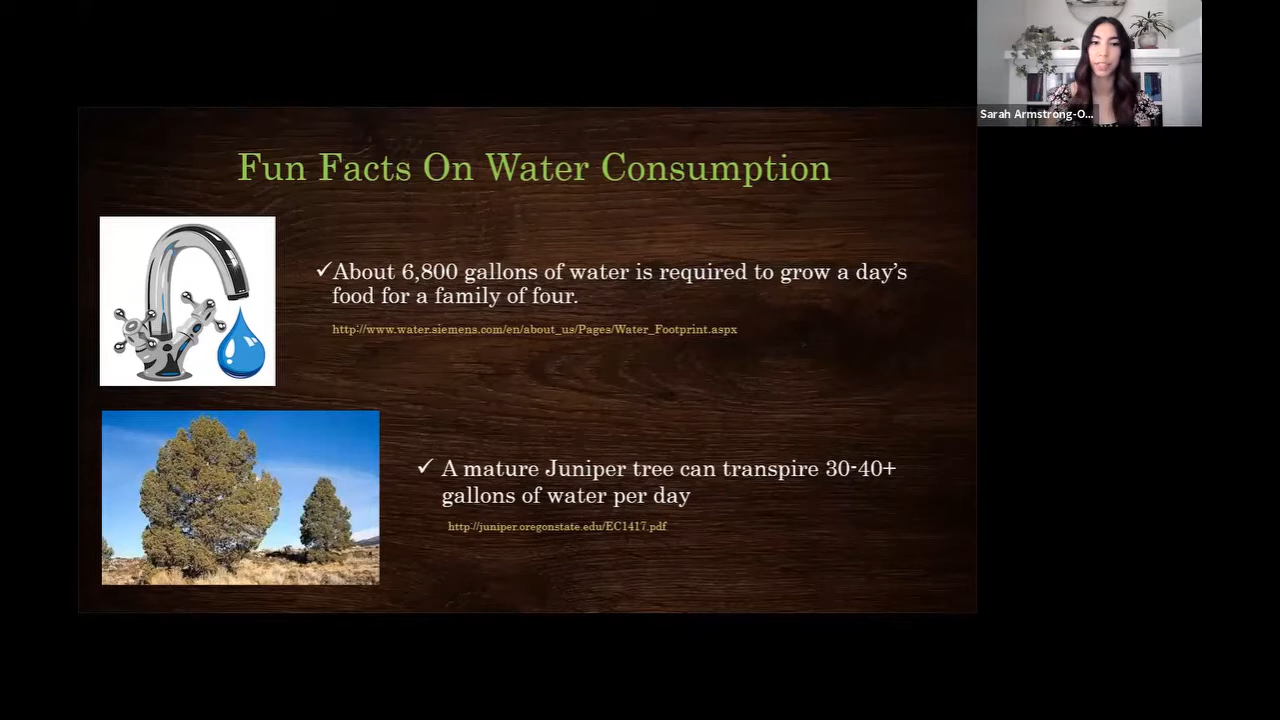 Sarah Armstrong-O...
Fun Facts On Water Consumption
✓About 6,800 gallons of water is required to grow a day’s
food for a family of four.
http://www.water.siemens.com/en/about_us/Pages/Water_Footprint.aspx
✓ A mature Juniper tree can transpire 30-40+
gallons of water per day
http://juniper.oregonstate.edu/EC1417.pdf